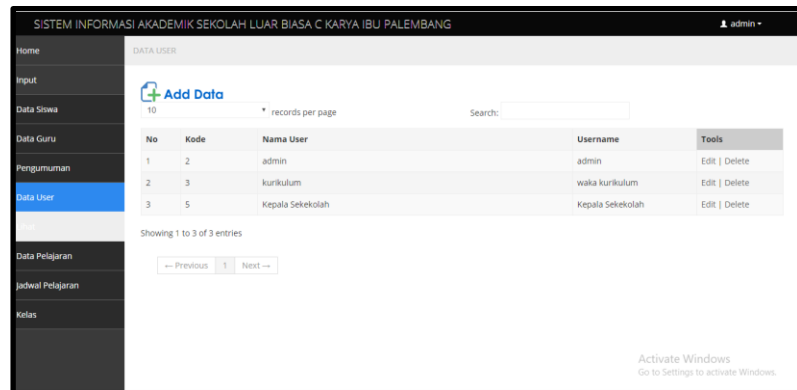 SISTEM INFORMASI AKADEMIK SEKOLAH LUAR BIASA C KARYA IBU PALEMBANG
admin
Home
DATA USER
Input
Data Siswa
Data Guru
Pengumuman
Data User
Data Pelajaran
Jadwal Pelajaran
Kelas
Add Data
10 records per page Search:
No Kode Nama User Username Tools
1 2 admin admin Edit | Delete
2 3 kurikulum waka kurikulum Edit | Delete
3 5 Kepala Sekekolah Kepala Sekekolah Edit | Delete
Showing 1 to 3 of 3 entries
← Previous 1 Next →
Activate Windows
Go to Settings to activate Windows.